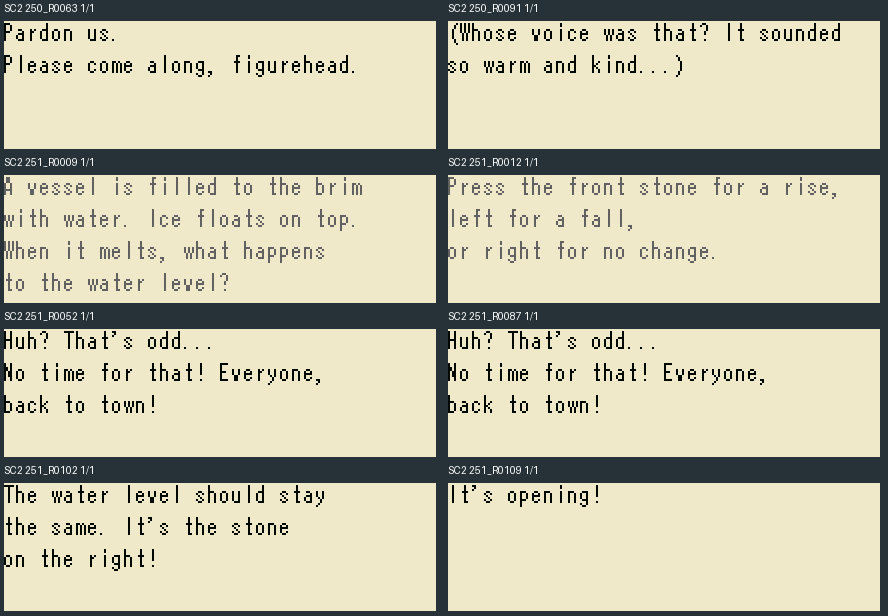 SC2 250_R0063 1/1
Pardon us.
Please come along, figurehead.
SC2 250_R0091 1/1
(Whose voice was that? It sounded
so warm and kind...)
SC2 251_R0009 1/1
A vessel is filled to the brim
with water. Ice floats on top.
When it melts, what happens
to the water level?
SC2 251_R0012 1/1
Press the front stone for a rise,
left for a fall,
or right for no change.
SC2 251_R0052 1/1
Huh? That's odd...
No time for that! Everyone,
back to town!
SC2 251_R0087 1/1
Huh? That's odd...
No time for that! Everyone,
back to town!
SC2 251_R0102 1/1
The water level should stay
the same. It's the stone
on the right!
SC2 251_R0109 1/1
It's opening!